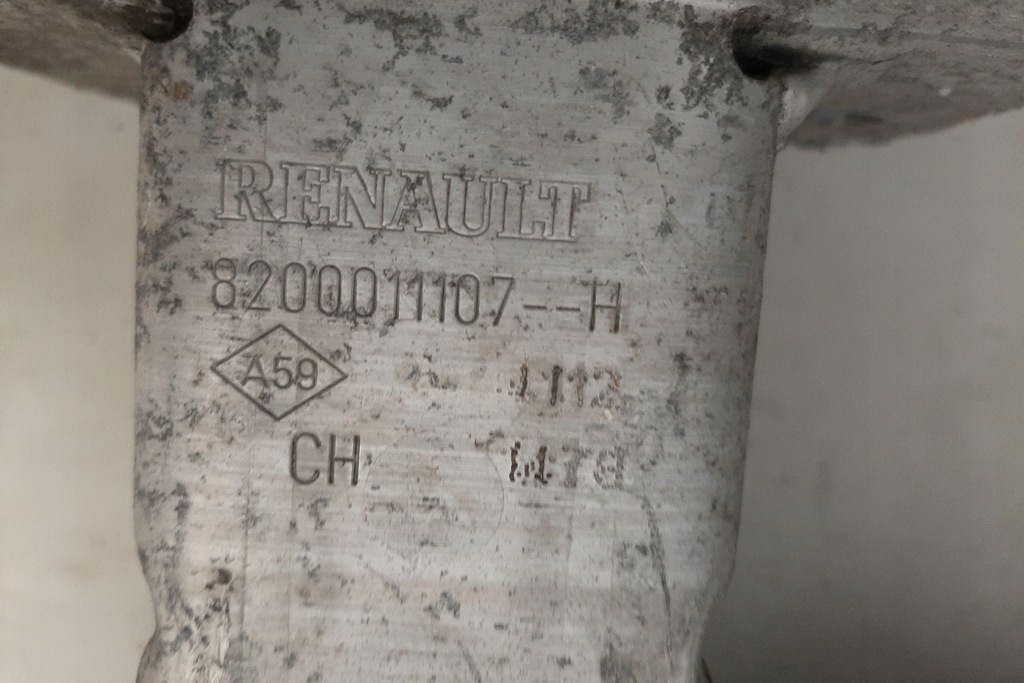 RENAULT
8200011107--H
A59
CH